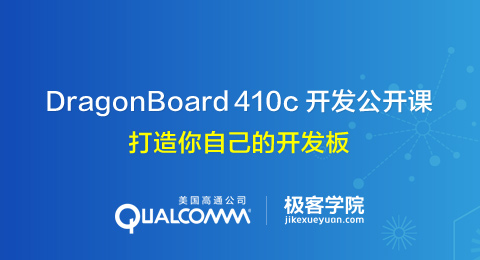 DragonBoard 410c 开发公开课
打造你自己的开发板
美国高通公司
QUALCOMM®
极客学院
jikexueyuan.com